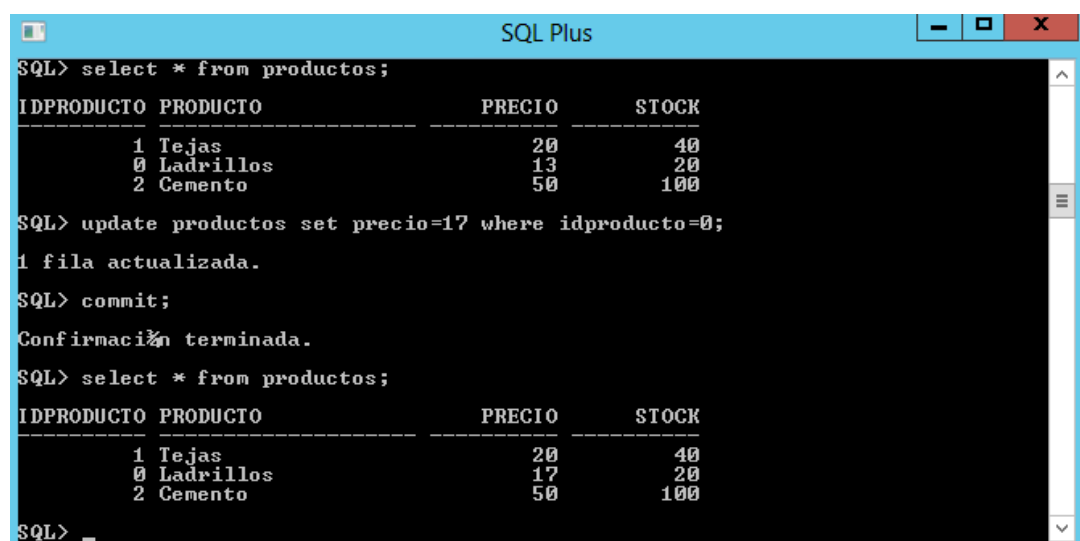 SQL Plus
SQL> select * from productos;
IDPRODUCTO PRODUCTO PRECIO STOCK
---------- -------------------- ---------- ----------
1 Tejas 20 40
0 Ladrillos 13 20
2 Cemento 50 100
SQL> update productos set precio=17 where idproducto=0;
1 fila actualizada.
SQL> commit;
Confirmaci¾n terminada.
SQL> select * from productos;
IDPRODUCTO PRODUCTO PRECIO STOCK
---------- -------------------- ---------- ----------
1 Tejas 20 40
0 Ladrillos 17 20
2 Cemento 50 100
SQL> _